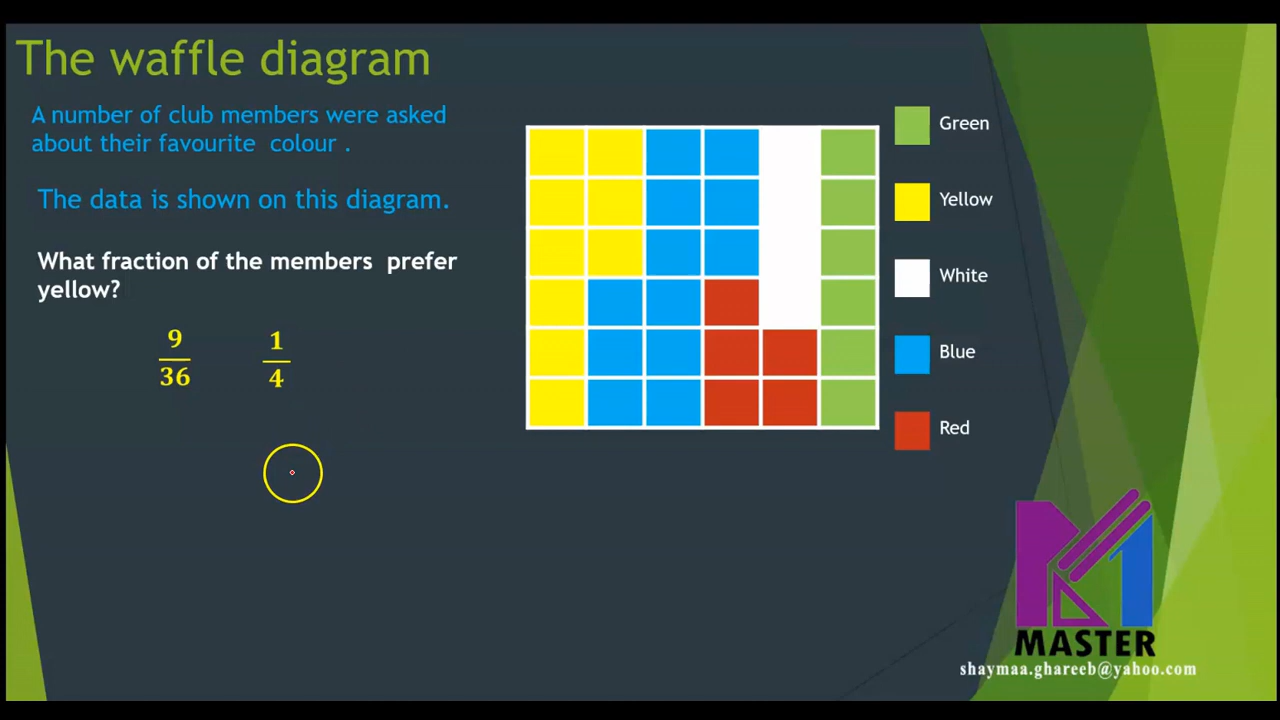 The waffle diagram
A number of club members were asked
about their favourite colour .
The data is shown on this diagram.
What fraction of the members prefer
yellow?
9/36 1/4
Green
Yellow
White
Blue
Red
MASTER
shaymaa.ghareeb@yahoo.com